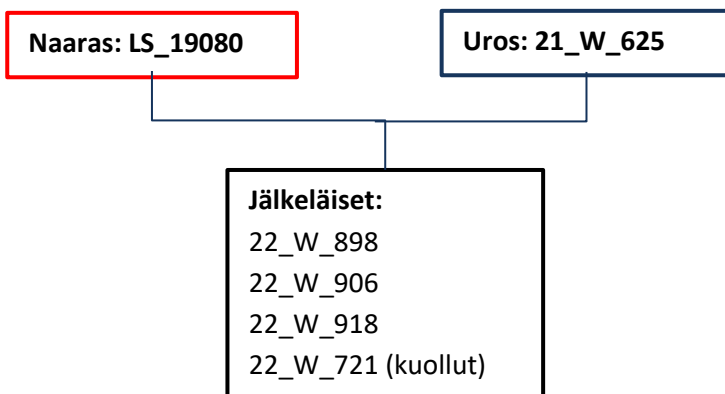 Naaras: LS_19080
Uros: 21_W_625
Jälkeläiset:
22_W_898
22_W_906
22_W_918
22_W_721 (kuollut)